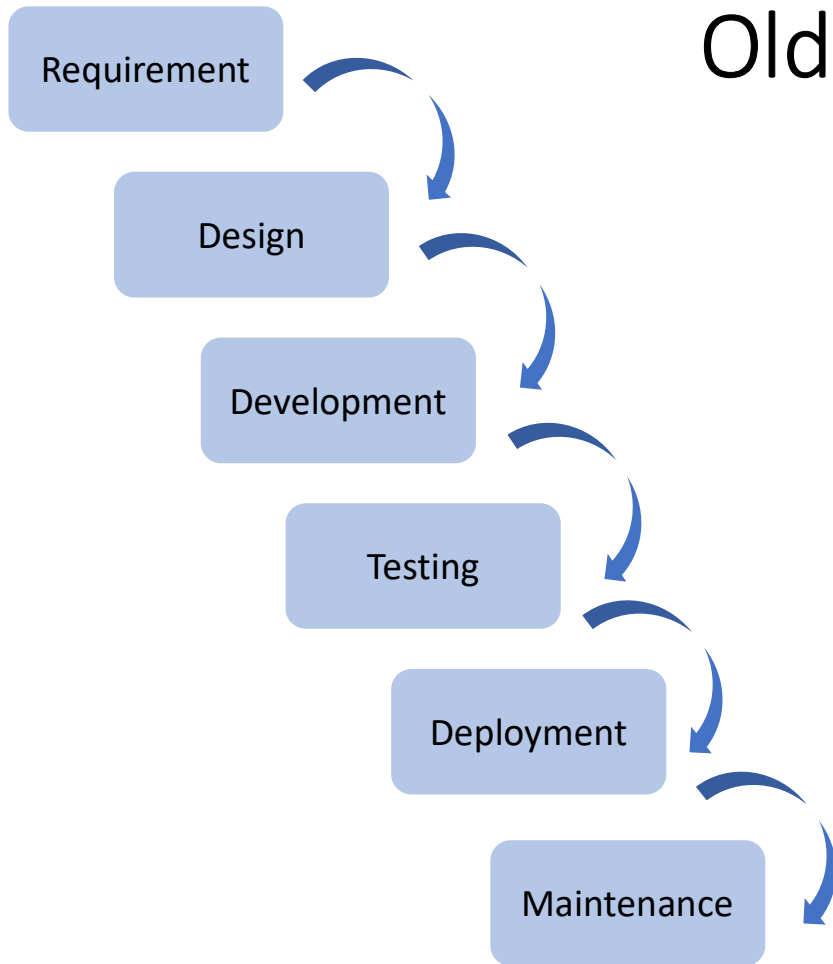 Old
Requirement
Design
Development
Testing
Deployment
Maintenance